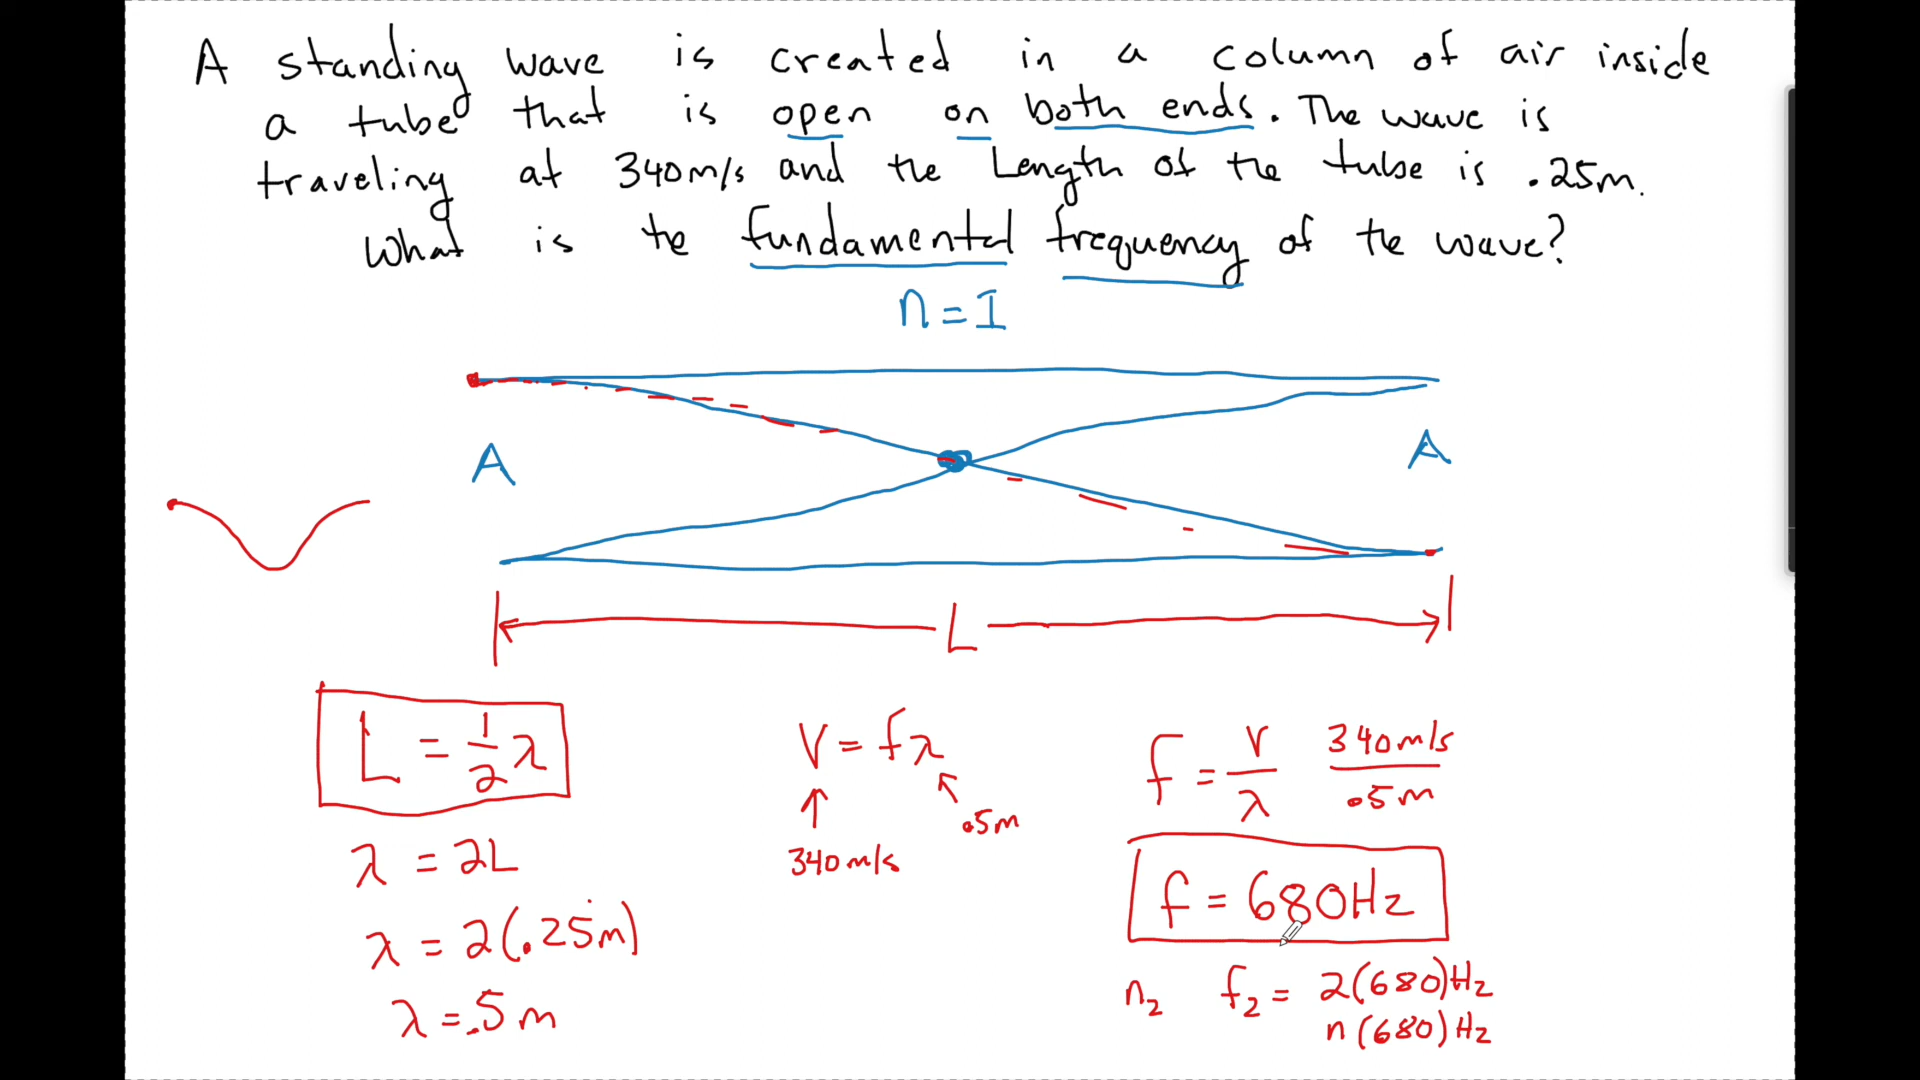 A standing wave is created in a column of air inside
a tube that is open on both ends. The wave is
traveling at 340m/s and the Length of the tube is .25m.
What is the fundamental frequency of the wave?
n=1
A
A
L
L = 1/2 λ
λ = 2L
λ = 2(.25m)
λ = .5m
V = fλ
.5m
340m/s
f = V/λ 340m/s/.5m
f = 680Hz
n₂ f₂ = 2(680)Hz
n(680)Hz